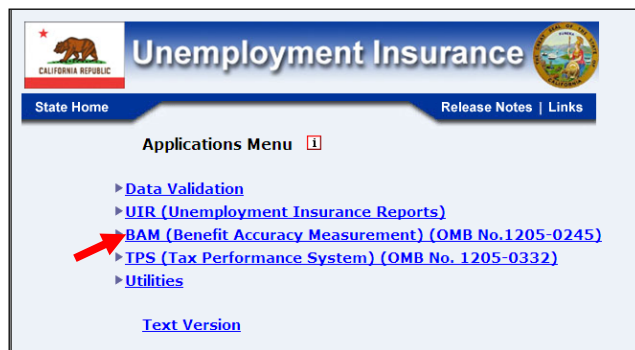 CALIFORNIA REPUBLIC
Unemployment Insurance
State Home
Release Notes | Links
Applications Menu i
Data Validation
UIR (Unemployment Insurance Reports)
BAM (Benefit Accuracy Measurement) (OMB No.1205-0245)
TPS (Tax Performance System) (OMB No. 1205-0332)
Utilities
Text Version